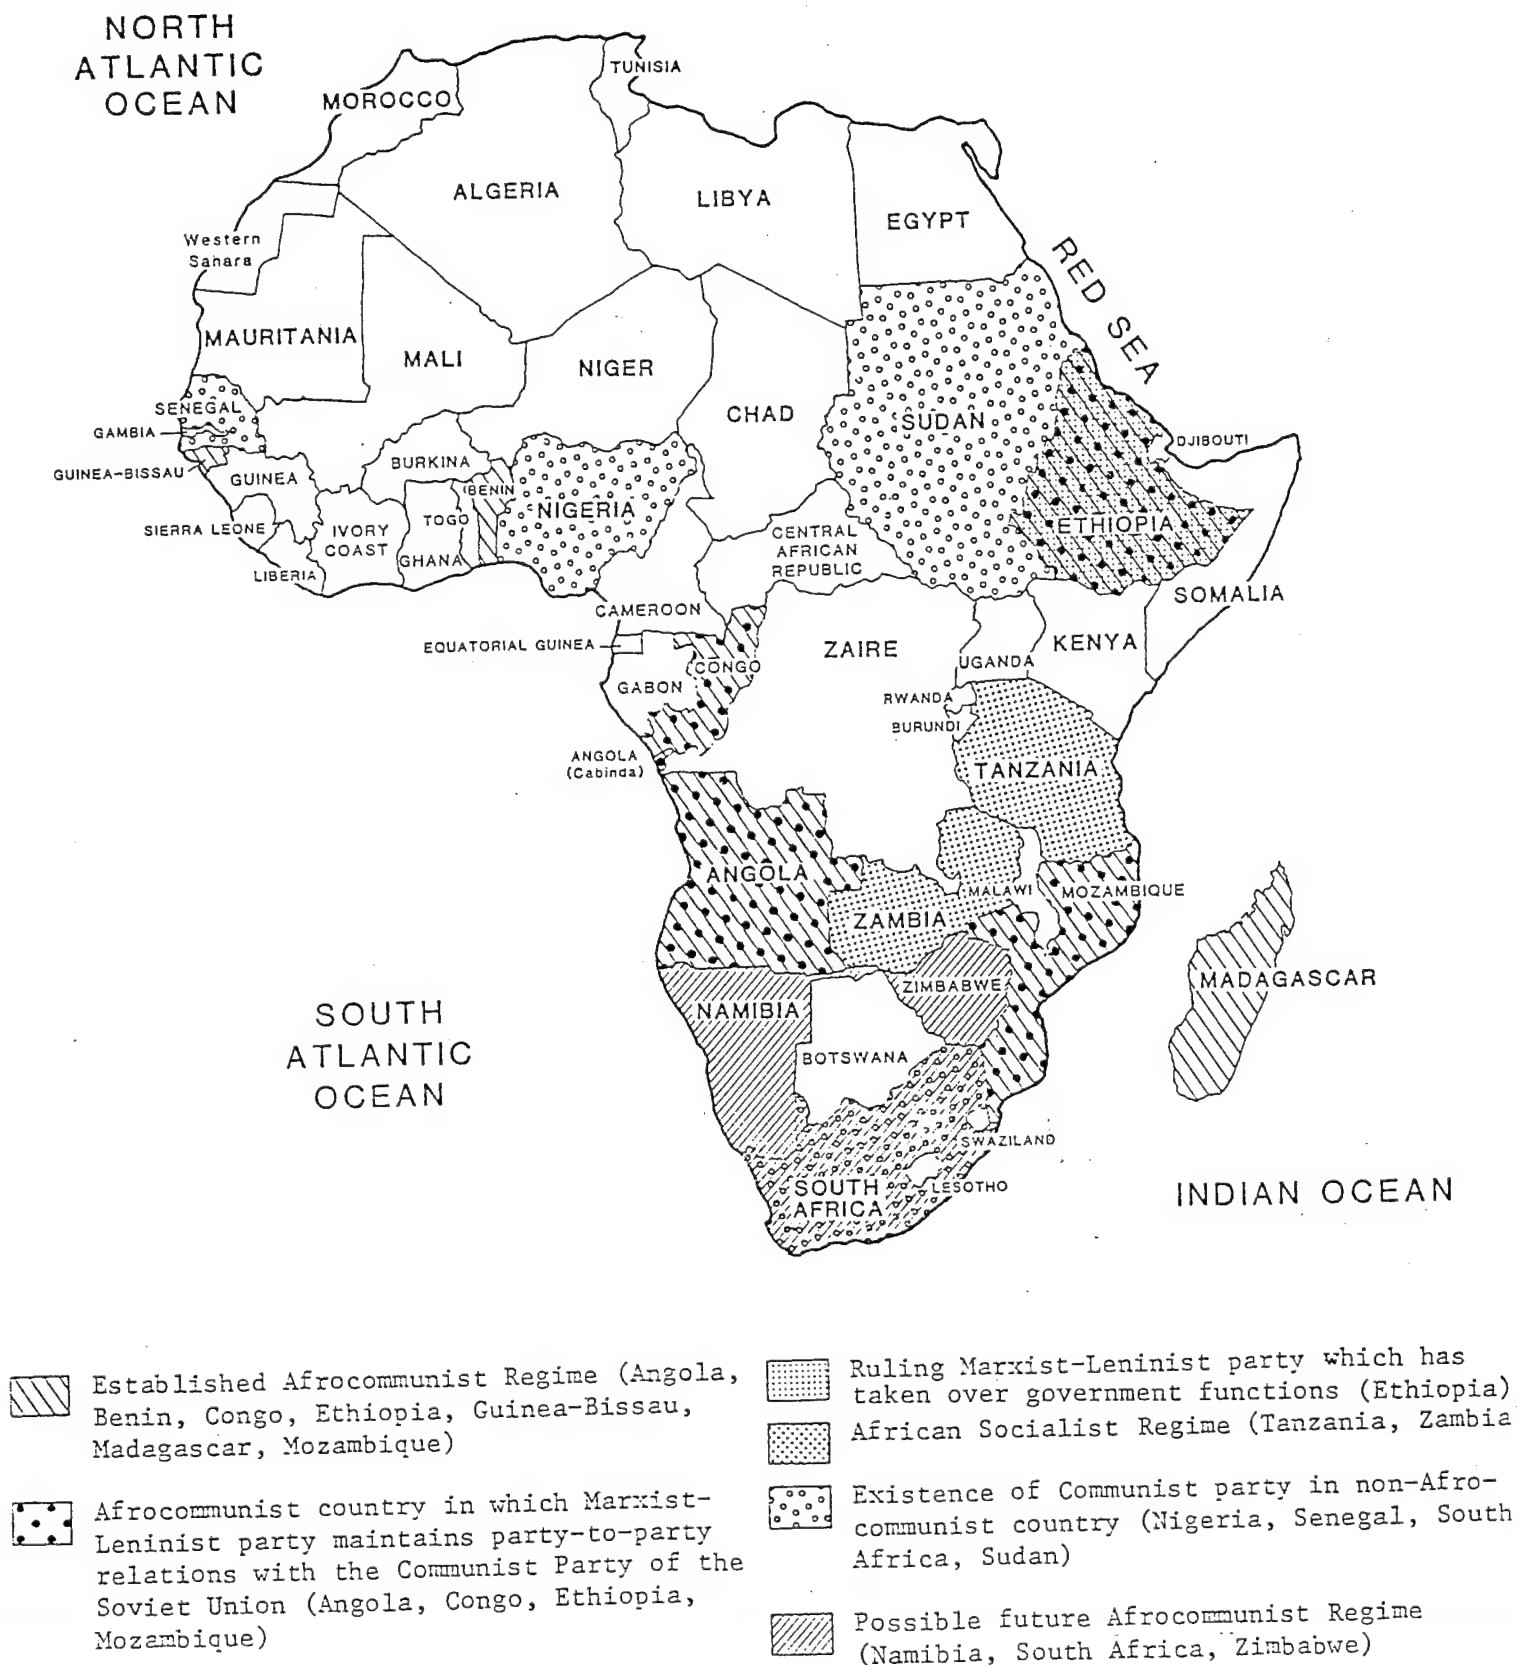 NORTH
ATLANTIC
OCEAN
TUNISIA
MOROCCO
ALGERIA
LIBYA
EGYPT
Western
Sahara
RED SEA
MAURITANIA
MALI
NIGER
CHAD
SUDAN
SENEGAL
GAMBIA
DJIBOUTI
GUINEA-BISSAU
GUINEA
BURKINA
BENIN
NIGERIA
TOGO
ETHIOPIA
SIERRA LEONE
IVORY
COAST
GHANA
CENTRAL
AFRICAN
REPUBLIC
LIBERIA
SOMALIA
CAMEROON
EQUATORIAL GUINEA
ZAIRE
KENYA
UGANDA
CONGO
GABON
RWANDA
BURUNDI
ANGOLA
(Cabinda)
TANZANIA
ANGOLA
MALAWI
MOZAMBIQUE
ZAMBIA
MADAGASCAR
ZIMBABWE
NAMIBIA
SOUTH
ATLANTIC
OCEAN
BOTSWANA
SWAZILAND
SOUTH
AFRICA
LESOTHO
INDIAN OCEAN
Established Afrocommunist Regime (Angola,
Benin, Congo, Ethiopia, Guinea-Bissau,
Madagascar, Mozambique)
Afrocommunist country in which Marxist-
Leninist party maintains party-to-party
relations with the Communist Party of the
Soviet Union (Angola, Congo, Ethiopia,
Mozambique)
Ruling Marxist-Leninist party which has
taken over government functions (Ethiopia)
African Socialist Regime (Tanzania, Zambia
Existence of Communist party in non-Afro-
communist country (Nigeria, Senegal, South
Africa, Sudan)
Possible future Afrocommunist Regime
(Namibia, South Africa, Zimbabwe)